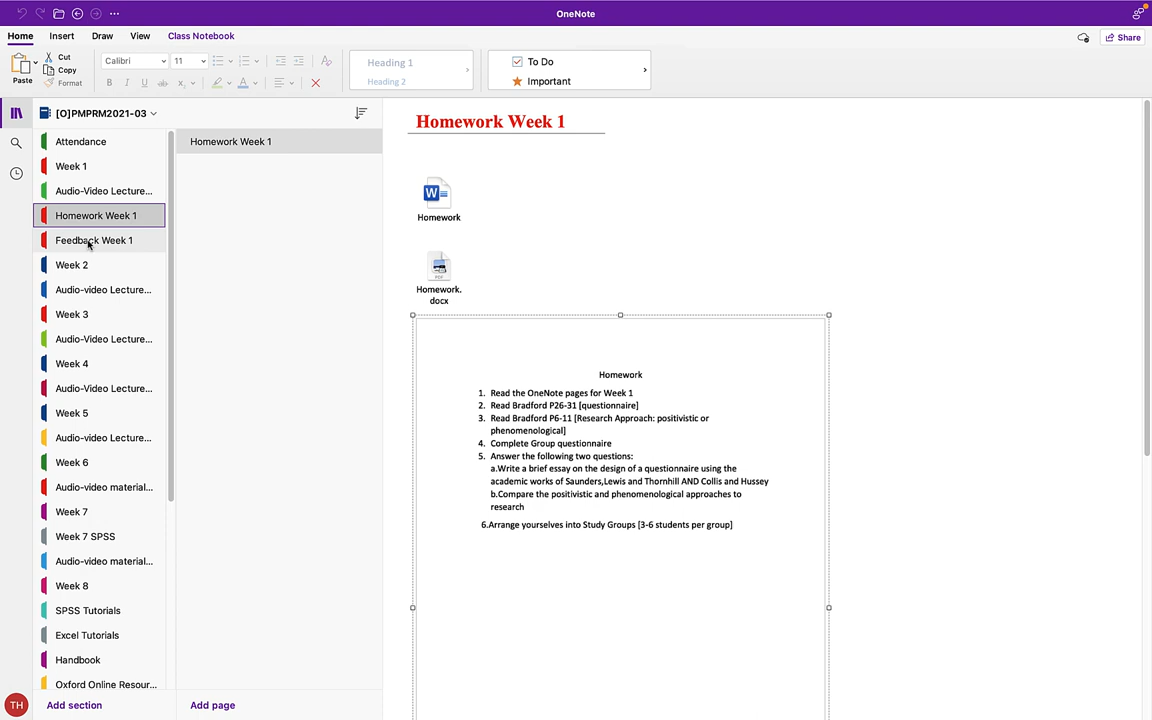 OneNote
Home Insert Draw View Class Notebook
Share
Paste
Cut
Copy
Format
Calibri 11
B I U ab x A
Heading 1
Heading 2
To Do
Important
[O]PMPRM2021-03
Attendance
Week 1
Audio-Video Lecture...
Homework Week 1
Feedback Week 1
Week 2
Audio-video Lecture...
Week 3
Audio-Video Lecture...
Week 4
Audio-Video Lecture...
Week 5
Audio-video Lecture...
Week 6
Audio-video material...
Week 7
Week 7 SPSS
Audio-video material...
Week 8
SPSS Tutorials
Excel Tutorials
Handbook
Oxford Online Resour...
TH
Add section
Homework Week 1
Add page
Homework Week 1
W
Homework
PDF
Homework.
docx
Homework
1. Read the OneNote pages for Week 1
2. Read Bradford P26-31 [questionnaire]
3. Read Bradford P6-11 [Research Approach: positivistic or
phenomenological]
4. Complete Group questionnaire
5. Answer the following two questions:
a.Write a brief essay on the design of a questionnaire using the
academic works of Saunders,Lewis and Thornhill AND Collis and Hussey
b.Compare the positivistic and phenomenological approaches to
research
6.Arrange yourselves into Study Groups [3-6 students per group]